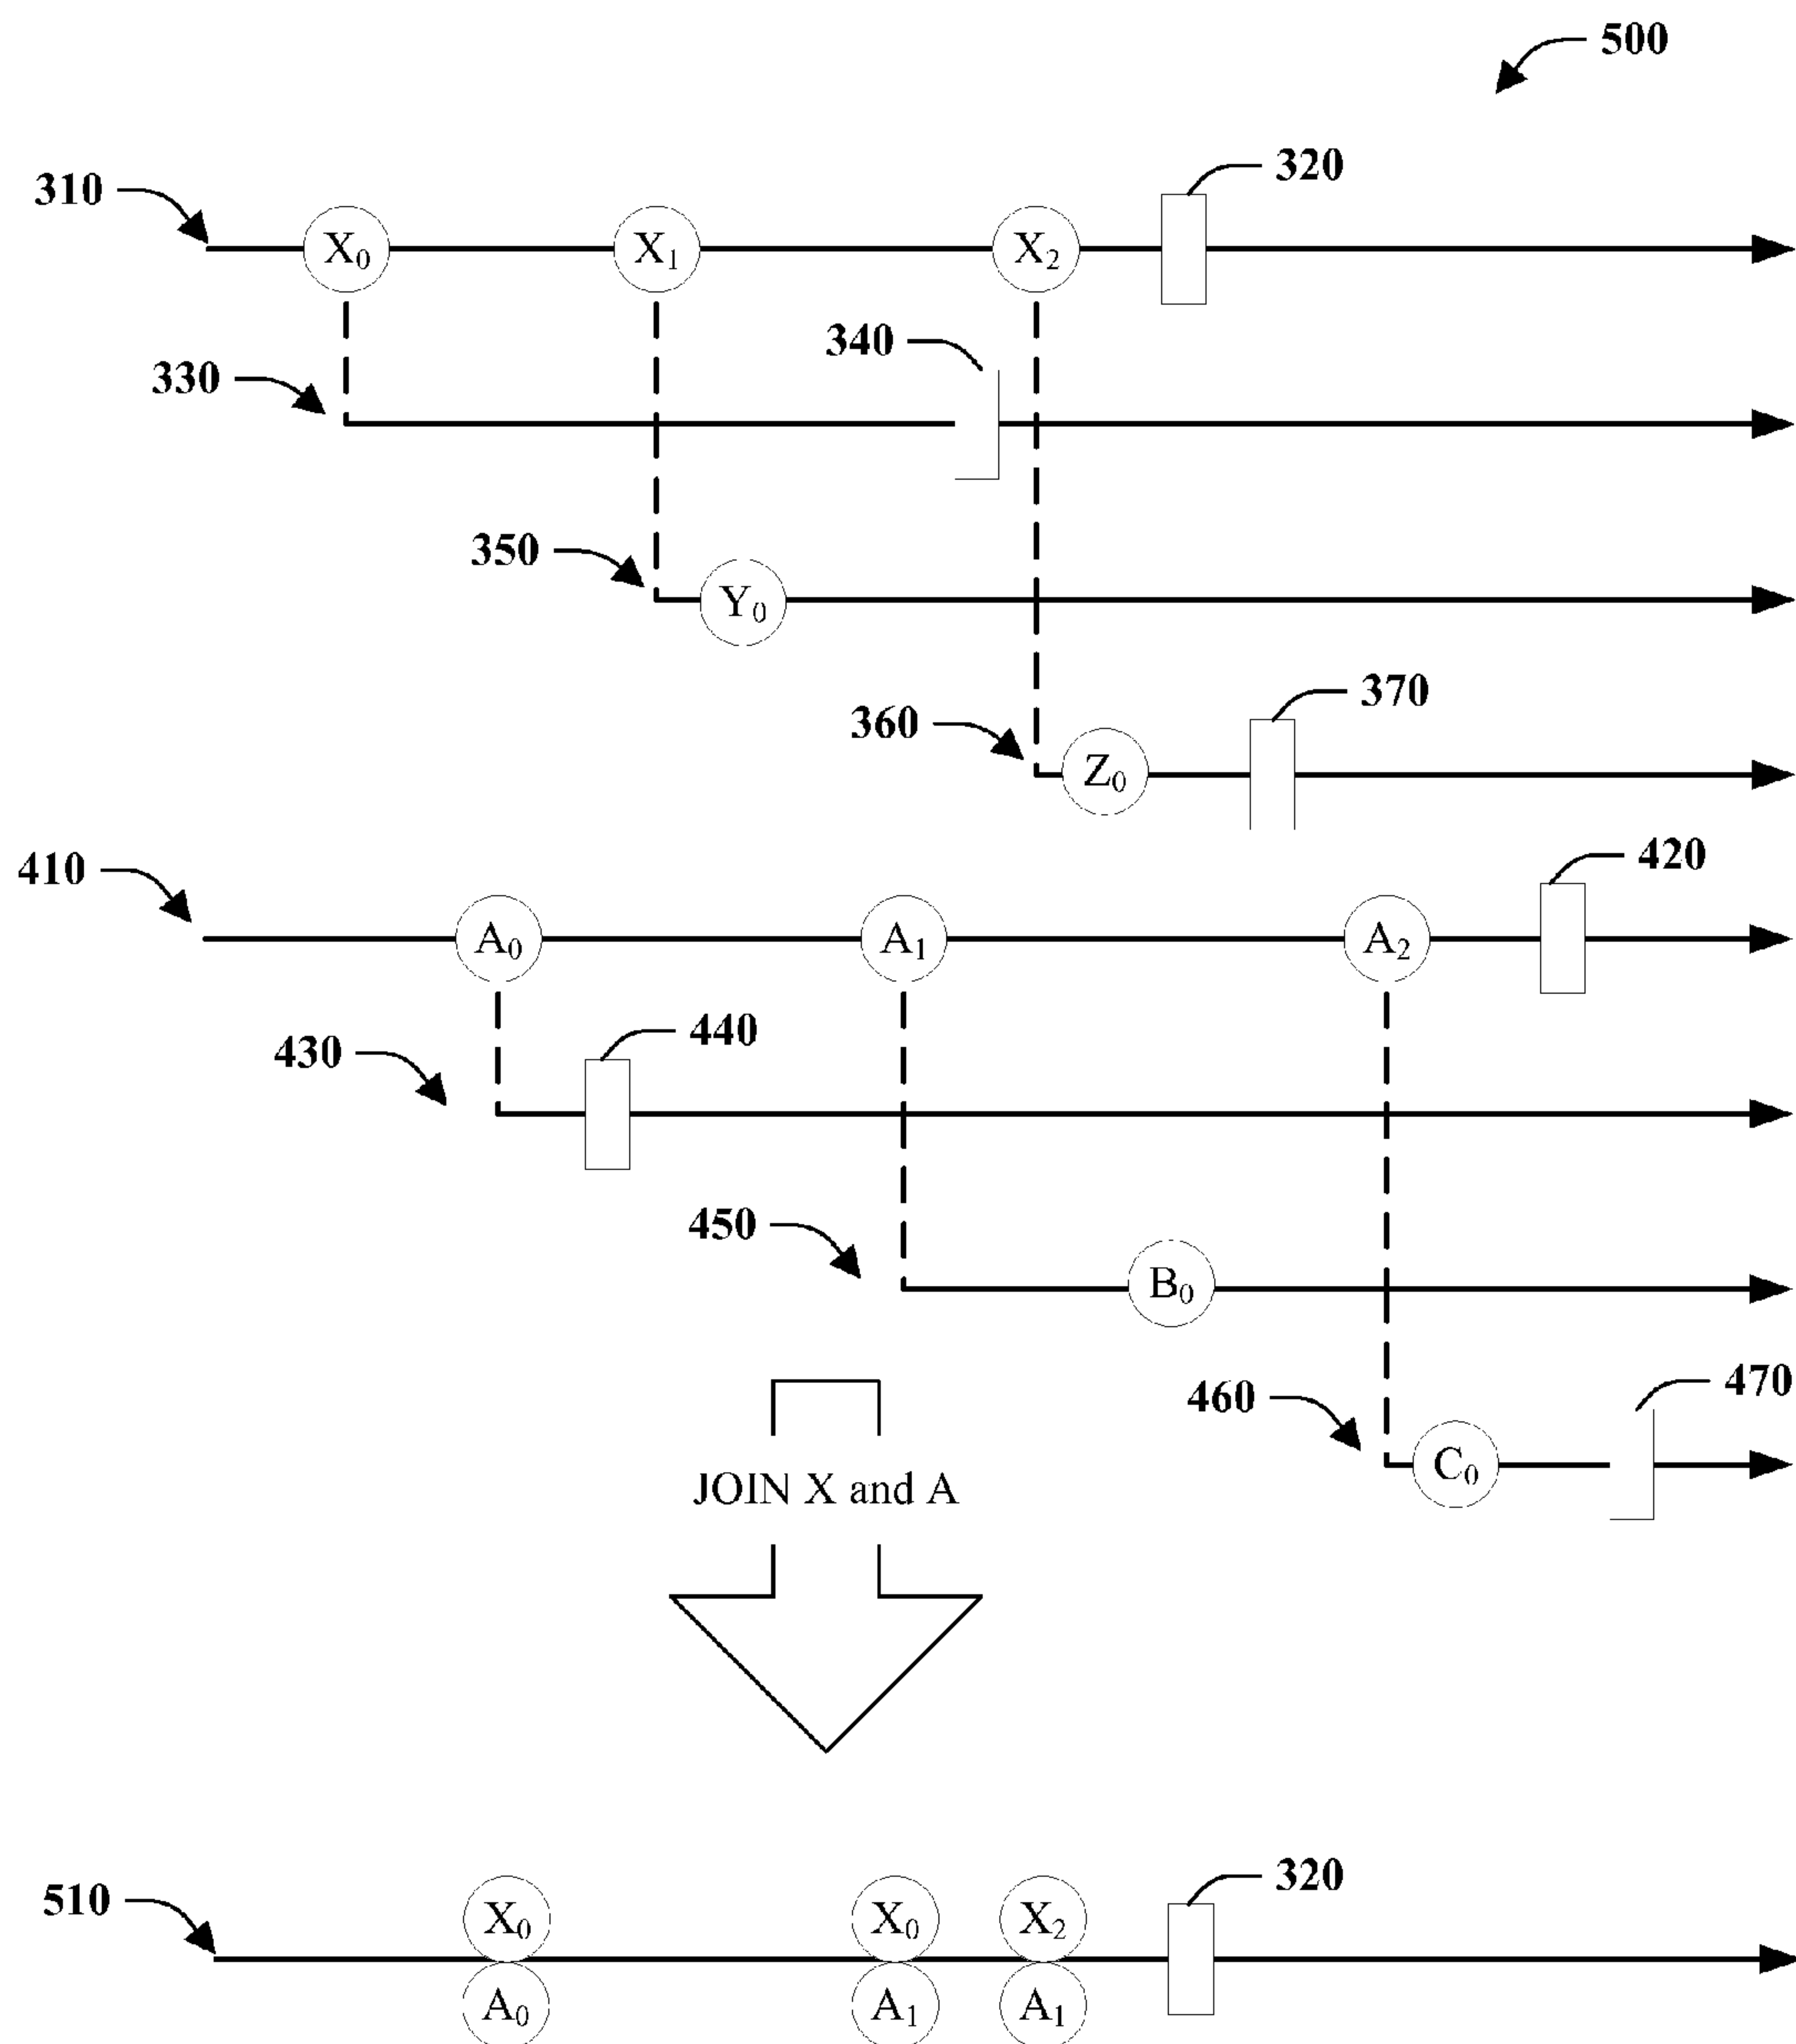 500
320
310
X₀ X₁ X₂
340
330
350
Y₀
370
360
Z₀
420
410
A₀ A₁ A₂
440
430
450
B₀
470
460
C₀
JOIN X and A
320
510
X₀ X₀ X₂
A₀ A₁ A₁